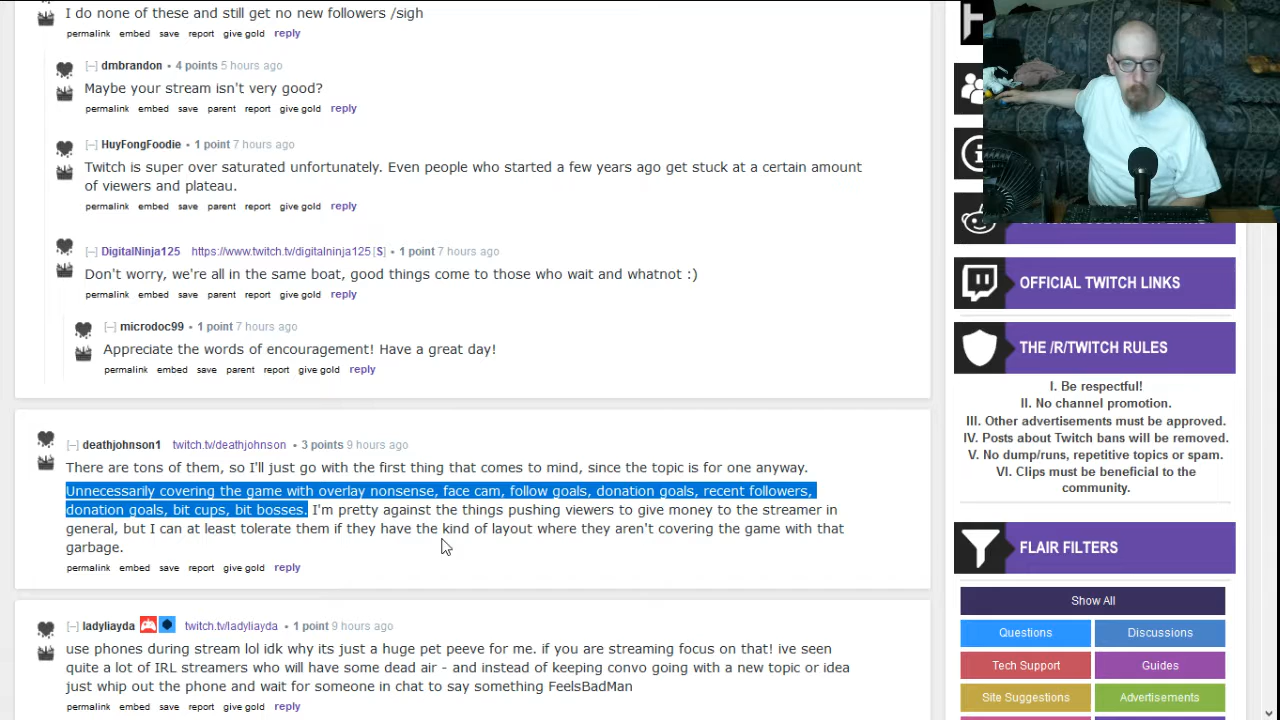 I do none of these and still get no new followers /sigh
permalink embed save report give gold reply
[–] dmbrandon • 4 points 5 hours ago
Maybe your stream isn't very good?
permalink embed save parent report give gold reply
[–] HuyFongFoodie • 1 point 7 hours ago
Twitch is super over saturated unfortunately. Even people who started a few years ago get stuck at a certain amount
of viewers and plateau.
permalink embed save parent report give gold reply
[–] DigitalNinja125 https://www.twitch.tv/digitalninja125 [S] • 1 point 7 hours ago
Don't worry, we're all in the same boat, good things come to those who wait and whatnot :)
permalink embed save parent report give gold reply
[–] microdoc99 • 1 point 7 hours ago
Appreciate the words of encouragement! Have a great day!
permalink embed save parent report give gold reply
[–] deathjohnson1 twitch.tv/deathjohnson • 3 points 9 hours ago
There are tons of them, so I'll just go with the first thing that comes to mind, since the topic is for one anyway.
Unnecessarily covering the game with overlay nonsense, face cam, follow goals, donation goals, recent followers,
donation goals, bit cups, bit bosses. I'm pretty against the things pushing viewers to give money to the streamer in
general, but I can at least tolerate them if they have the kind of layout where they aren't covering the game with that
garbage.
permalink embed save report give gold reply
[–] ladyliayda twitch.tv/ladyliayda • 1 point 9 hours ago
use phones during stream lol idk why its just a huge pet peeve for me. if you are streaming focus on that! ive seen
quite a lot of IRL streamers who will have some dead air - and instead of keeping convo going with a new topic or idea
just whip out the phone and wait for someone in chat to say something FeelsBadMan
permalink embed save report give gold reply
OFFICIAL TWITCH LINKS
THE /R/TWITCH RULES
I. Be respectful!
II. No channel promotion.
III. Other advertisements must be approved.
IV. Posts about Twitch bans will be removed.
V. No dump/runs, repetitive topics or spam.
VI. Clips must be beneficial to the
community.
FLAIR FILTERS
Show All
Questions Discussions
Tech Support Guides
Site Suggestions Advertisements